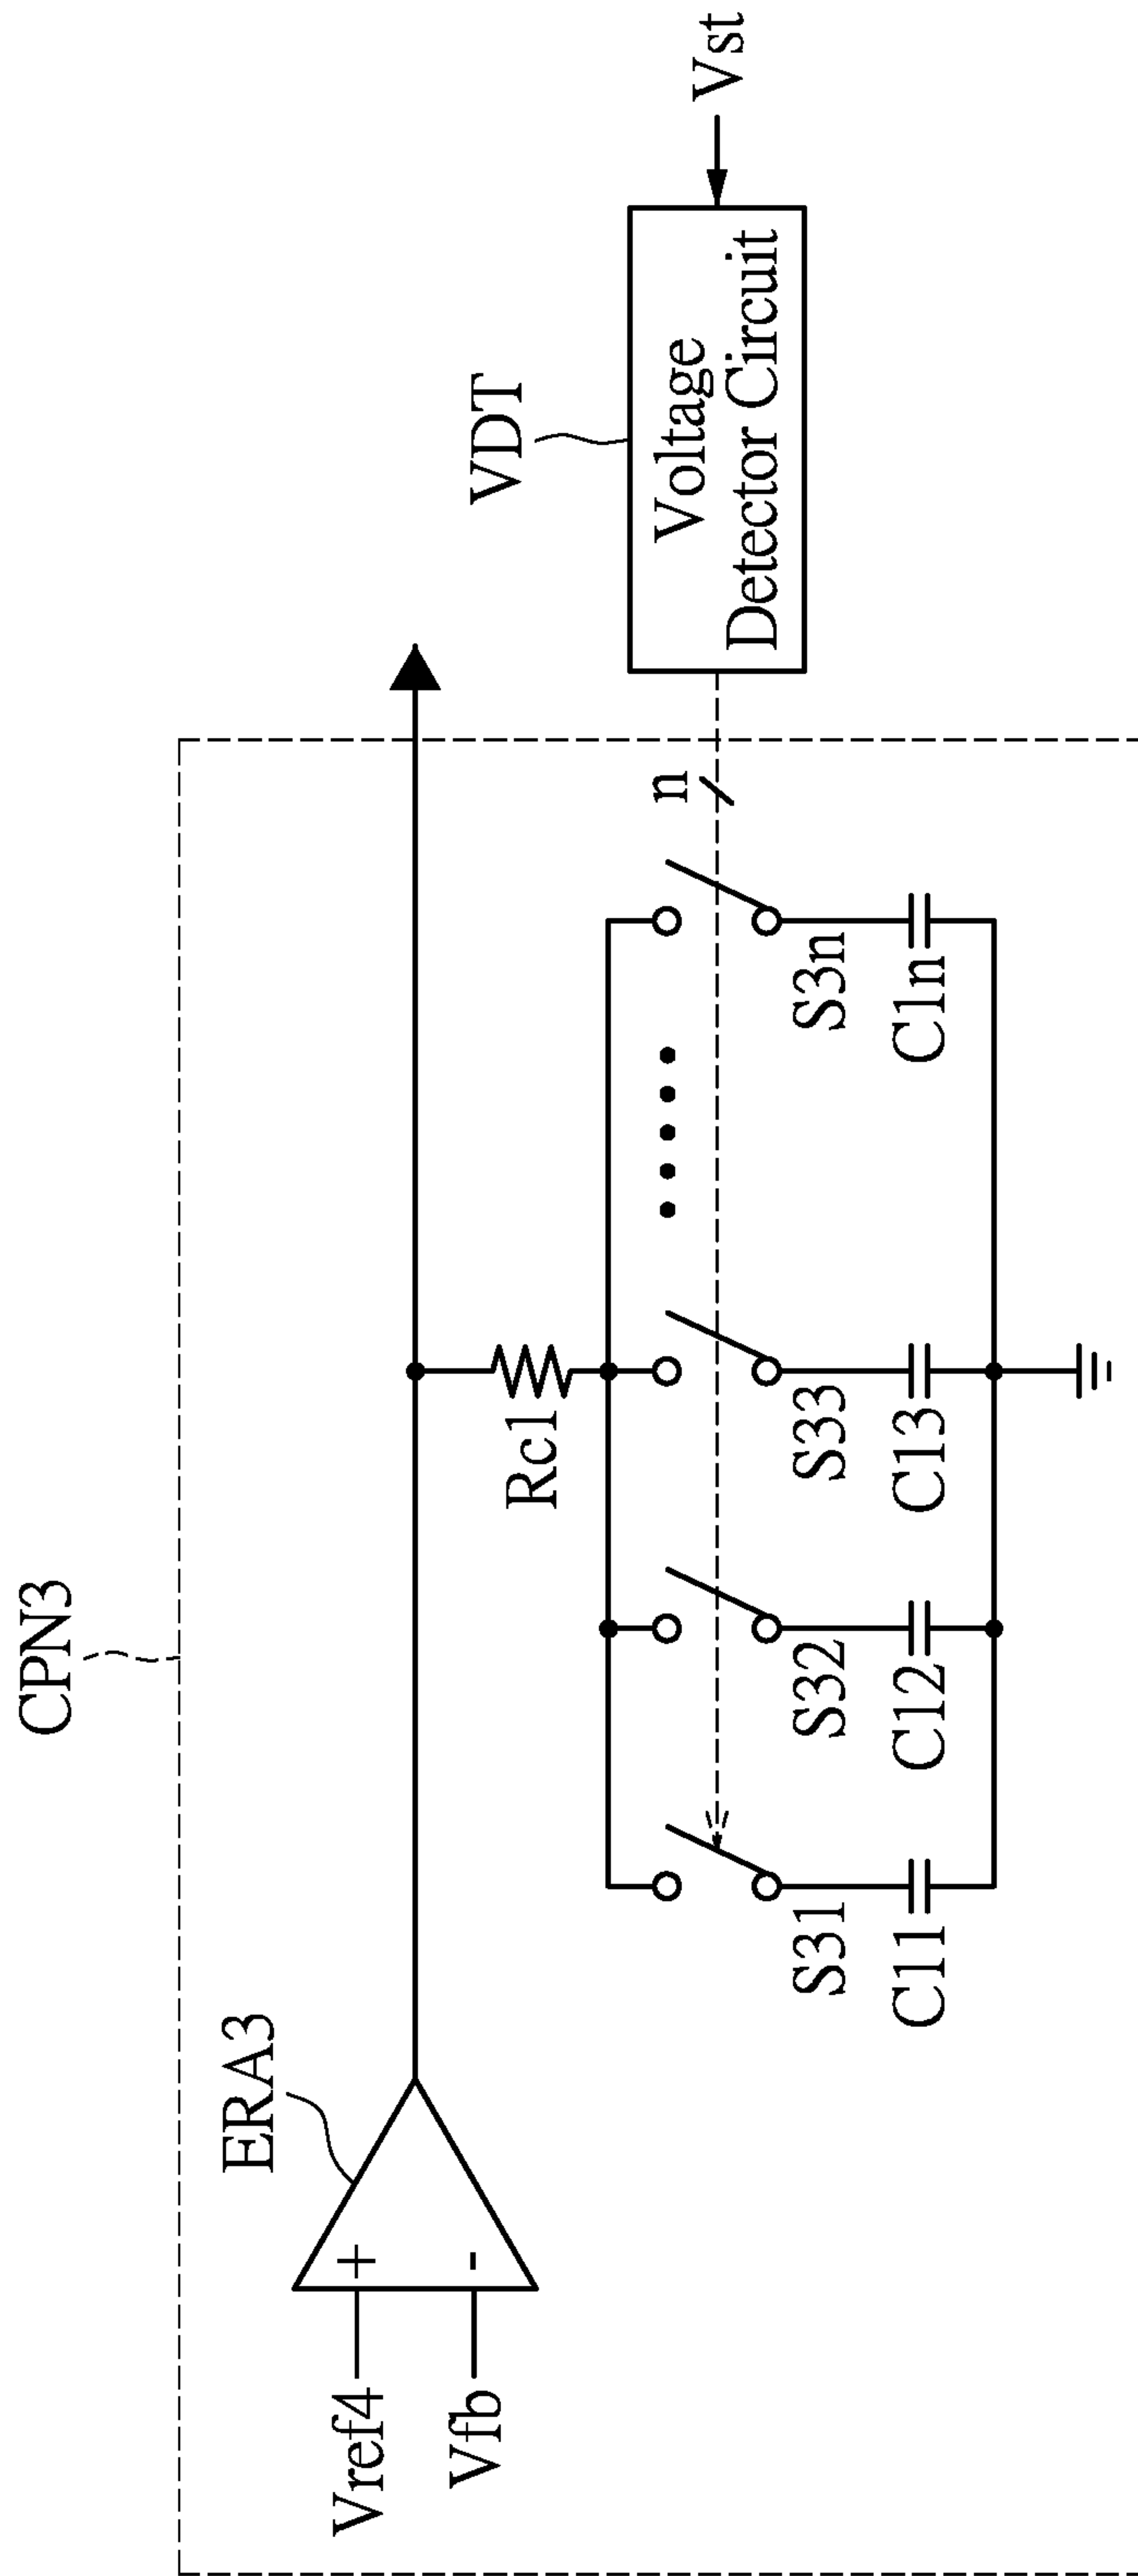 CPN3
ERA3
+
-
Vref4
Vfb
Rc1
VDT
Voltage
Detector Circuit
Vst
n
S31
S32
S33
S3n
C11
C12
C13
C1n